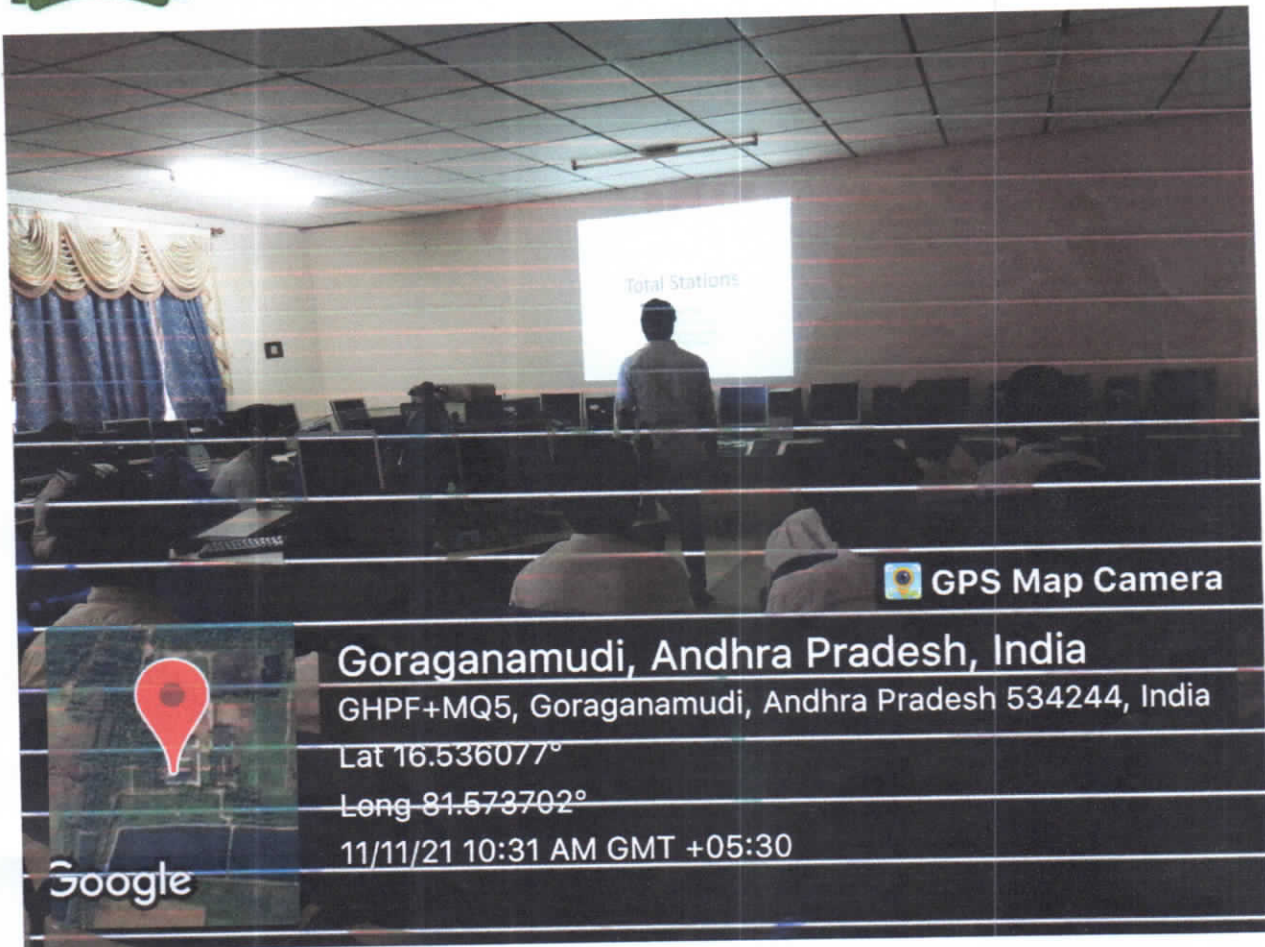 Total Stations
GPS Map Camera
Goraganamudi, Andhra Pradesh, India
GHPF+MQ5, Goraganamudi, Andhra Pradesh 534244, India
Lat 16.536077°
Long 81.573702°
11/11/21 10:31 AM GMT +05:30
Google